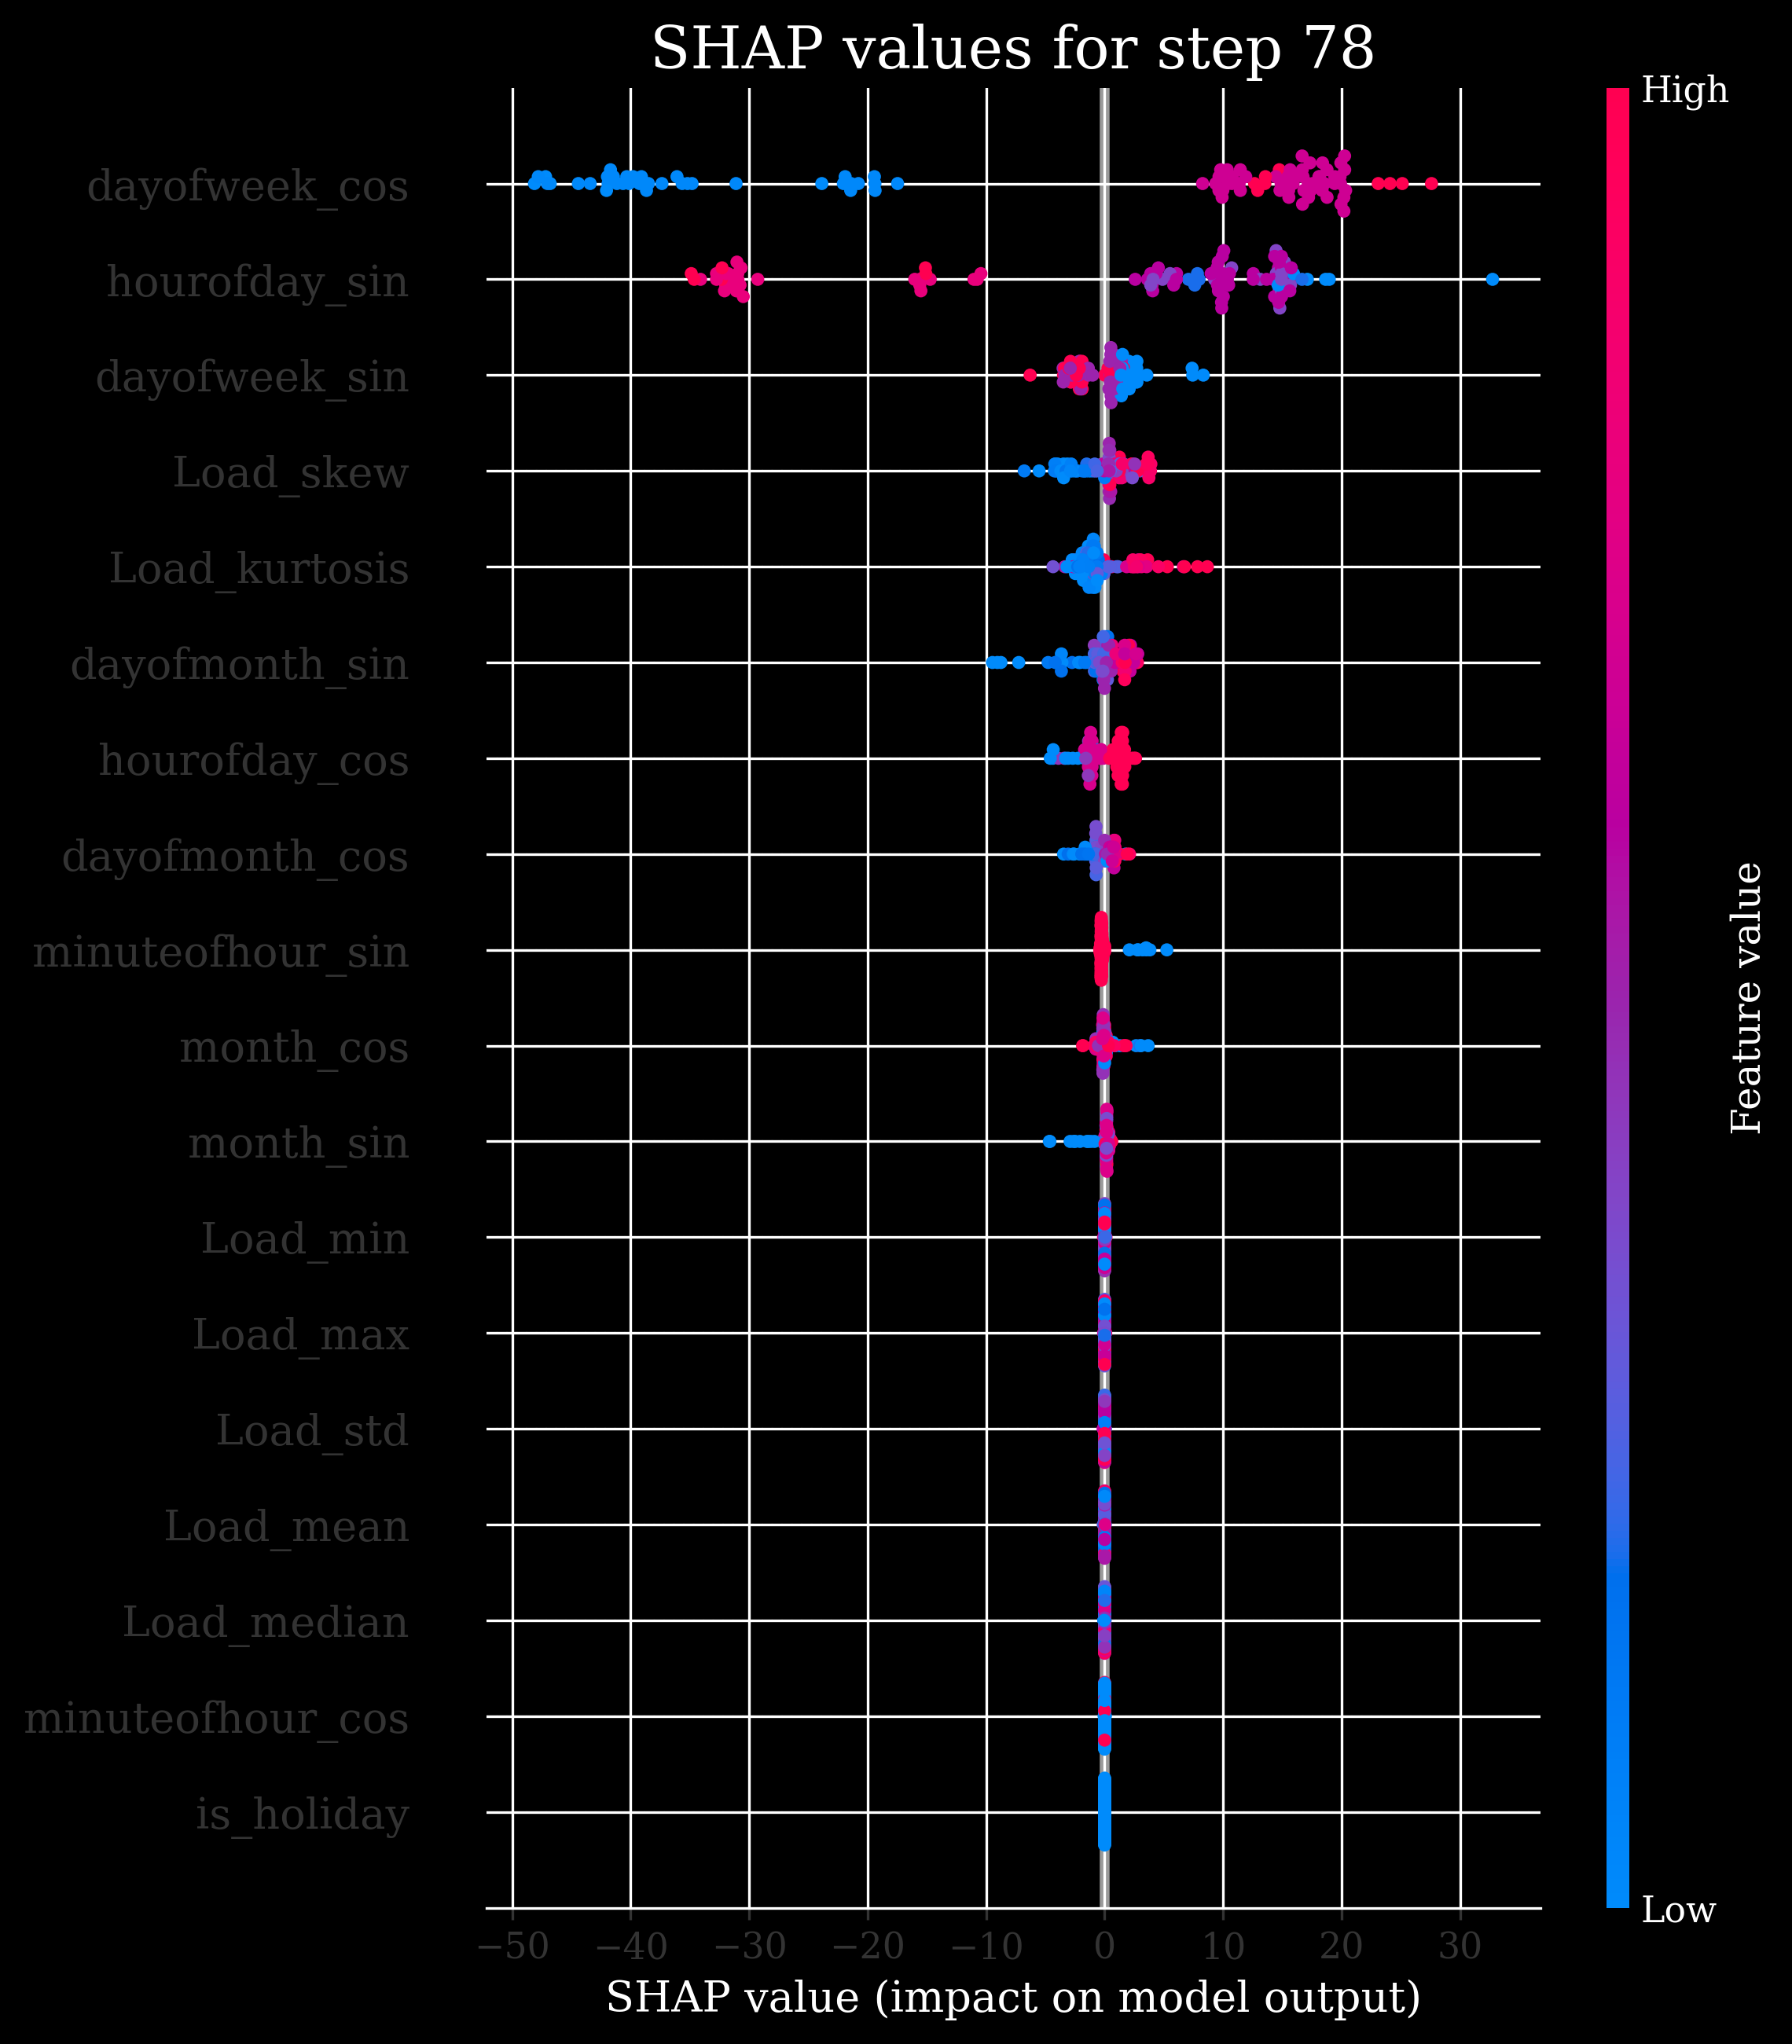 SHAP values for step 78
High
dayofweek_cos
hourofday_sin
dayofweek_sin
Load_skew
Load_kurtosis
dayofmonth_sin
hourofday_cos
dayofmonth_cos
minuteofhour_sin
month_cos
month_sin
Load_min
Load_max
Load_std
Load_mean
Load_median
minuteofhour_cos
is_holiday
Feature value
Low
−50 −40 −30 −20 −10 0 10 20 30
SHAP value (impact on model output)